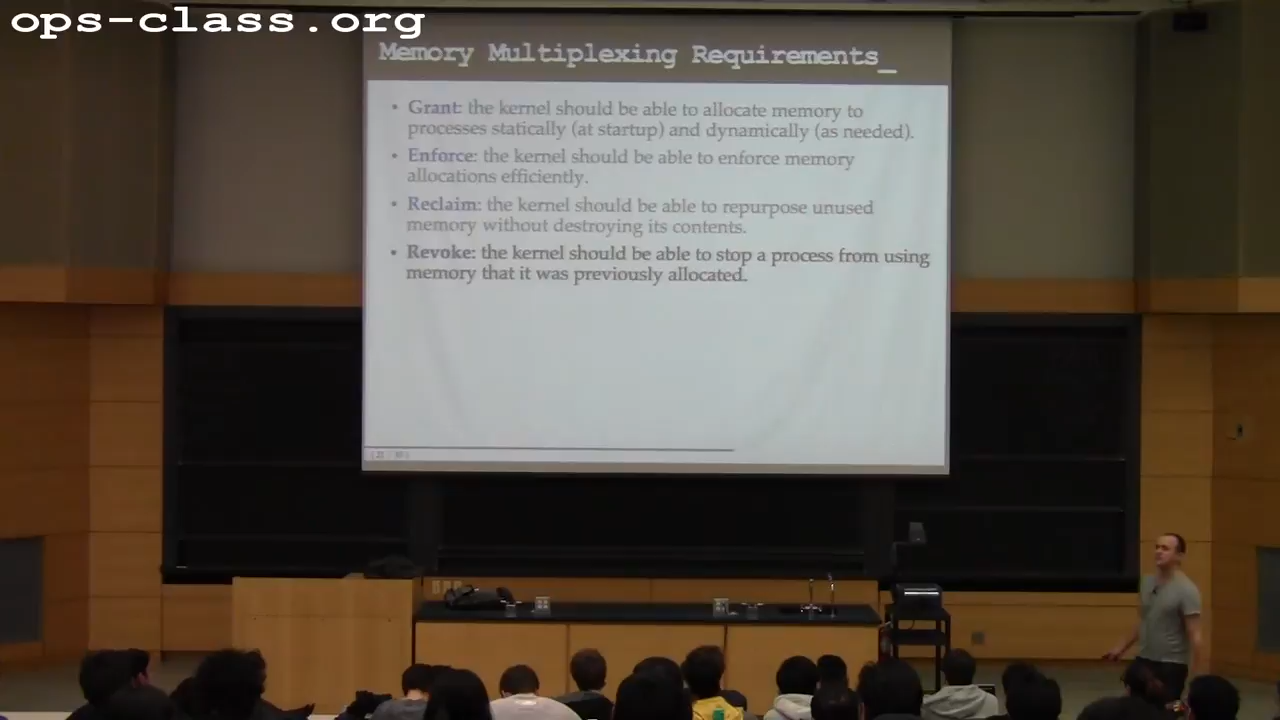 ops-class.org
Memory Multiplexing Requirements_
• Grant: the kernel should be able to allocate memory to
processes statically (at startup) and dynamically (as needed).
• Enforce: the kernel should be able to enforce memory
allocations efficiently.
• Reclaim: the kernel should be able to repurpose unused
memory without destroying its contents.
• Revoke: the kernel should be able to stop a process from using
memory that it was previously allocated.